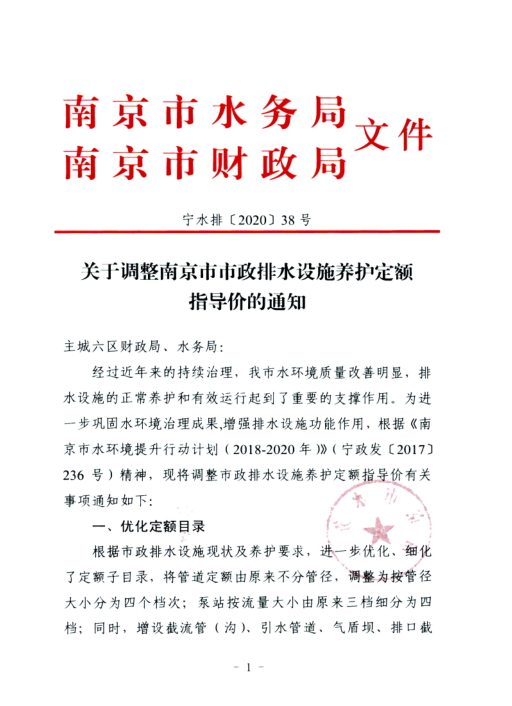 南京市水务局
南京市财政局
文件
宁水排〔2020〕38号
关于调整南京市市政排水设施养护定额
指导价的通知
主城六区财政局、水务局：
经过近年来的持续治理，我市水环境质量改善明显，排
水设施的正常养护和有效运行起到了重要的支撑作用。为进
一步巩固水环境治理成果,增强排水设施功能作用，根据《南
京市水环境提升行动计划（2018-2020年）》（宁政发〔2017〕
236号）精神，现将调整市政排水设施养护定额指导价有关
事项通知如下：
一、优化定额目录
根据市政排水设施现状及养护要求，进一步优化、细化
了定额子目录，将管道定额由原来不分管径，调整为按管径
大小分为四个档次；泵站按流量大小由原来三档细分为四
档；同时，增设截流管（沟）、引水管道、气盾坝、排口截
- 1 -